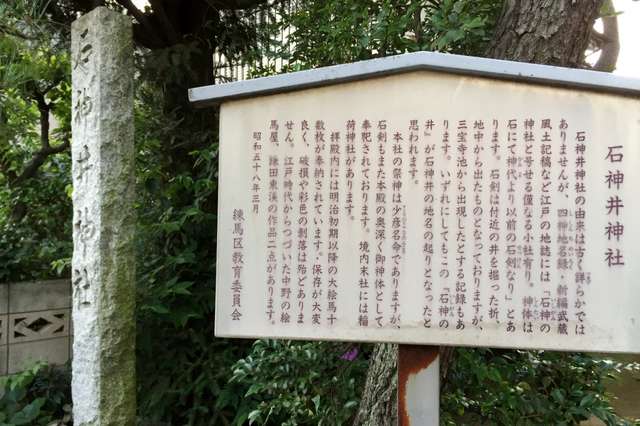 石神井神社
石神井神社
石神井神社の由来は古く詳らかでは
ありませんが、四神地名録・新編武蔵
風土記稿など江戸の地誌には「石神の
神社と号せる僅なる小社有り。神体は
石にて神代より以前の石剣なり」とあ
ります。石剣は付近の井を掘った折、
地中から出たものとなっておりますが、
三宝寺池から出現したとする記録もあ
ります。いずれにしてもこの『石神の
井』が石神井の地名の起りとなったと
思われます。
本社の祭神は少彦名命でありますが、
石剣もまた本殿の奥深く御神体として
奉祀されております。境内末社には稲
荷神社があります。
拝殿内には明治初期以降の大絵馬十
数枚が奉納されています。保存が大変
良く、破損や彩色の剥落は殆どありま
せん。江戸時代からつづいた中野の絵
馬屋、鎌田東渓の作品二点があります。
昭和五十八年三月
練馬区教育委員会